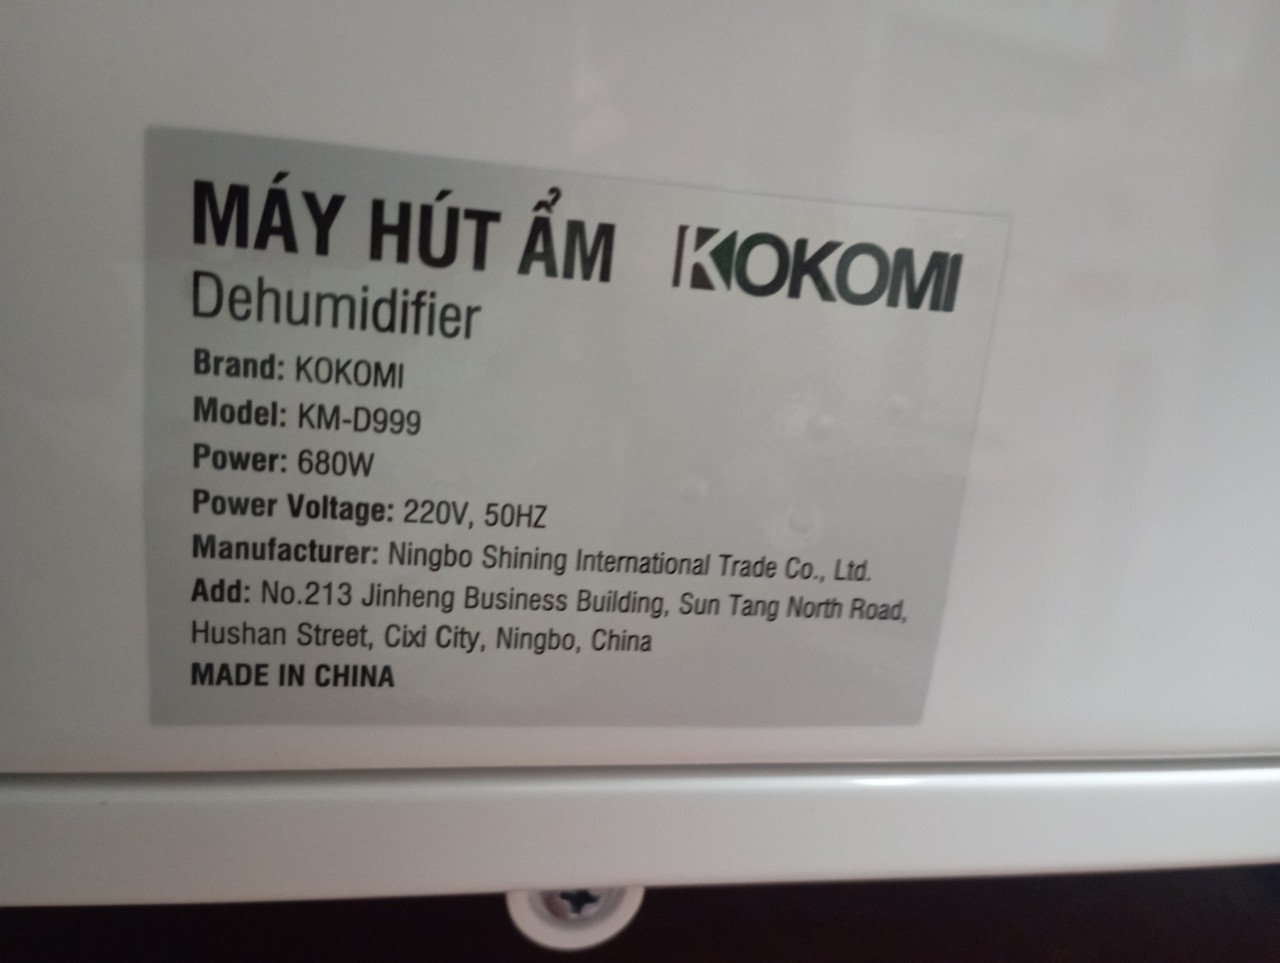 MÁY HÚT ẨM KOKOMI
Dehumidifier
Brand: KOKOMI
Model: KM-D999
Power: 680W
Power Voltage: 220V, 50HZ
Manufacturer: Ningbo Shining International Trade Co., Ltd.
Add: No.213 Jinheng Business Building, Sun Tang North Road,
Hushan Street, Cixi City, Ningbo, China
MADE IN CHINA